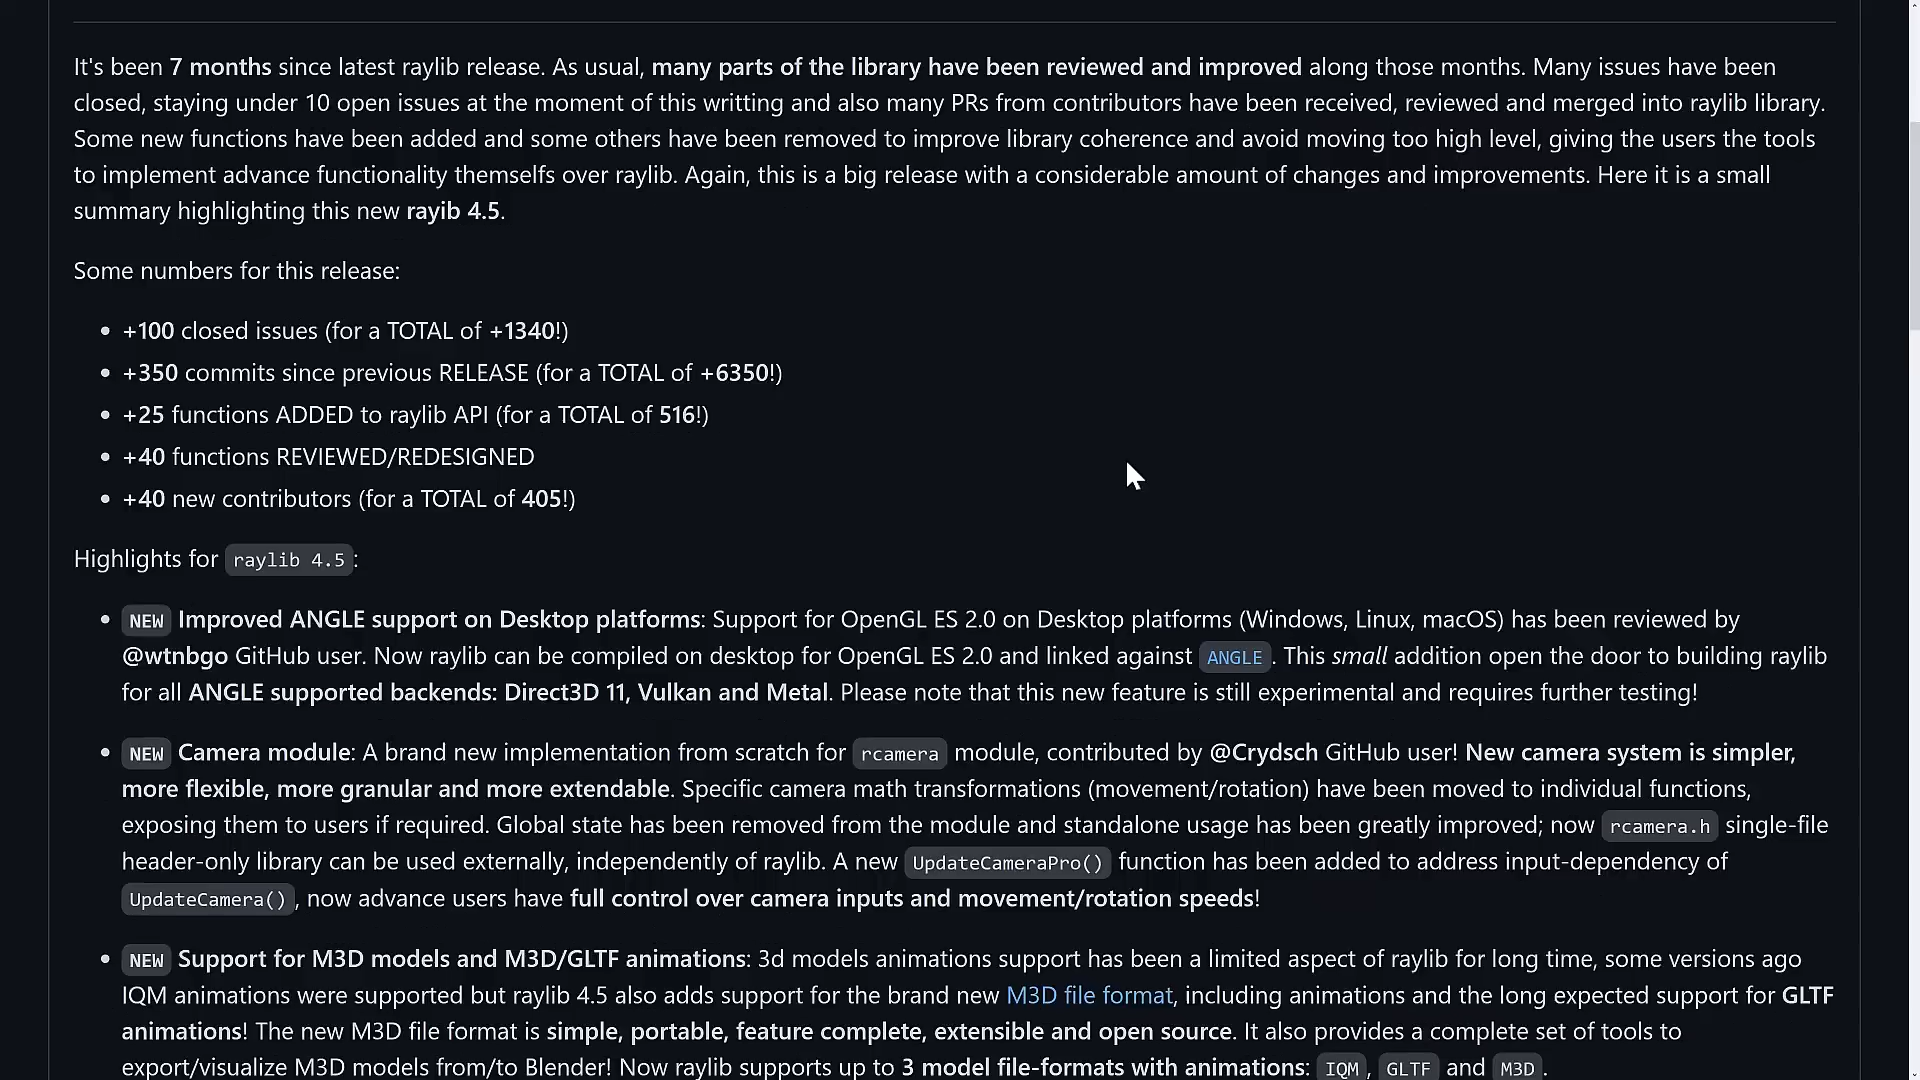 It's been 7 months since latest raylib release. As usual, many parts of the library have been reviewed and improved along those months. Many issues have been
closed, staying under 10 open issues at the moment of this writting and also many PRs from contributors have been received, reviewed and merged into raylib library.
Some new functions have been added and some others have been removed to improve library coherence and avoid moving too high level, giving the users the tools
to implement advance functionality themselfs over raylib. Again, this is a big release with a considerable amount of changes and improvements. Here it is a small
summary highlighting this new rayib 4.5.
Some numbers for this release:
• +100 closed issues (for a TOTAL of +1340!)
• +350 commits since previous RELEASE (for a TOTAL of +6350!)
• +25 functions ADDED to raylib API (for a TOTAL of 516!)
• +40 functions REVIEWED/REDESIGNED
• +40 new contributors (for a TOTAL of 405!)
Highlights for raylib 4.5:
• NEW Improved ANGLE support on Desktop platforms: Support for OpenGL ES 2.0 on Desktop platforms (Windows, Linux, macOS) has been reviewed by
@wtnbgo GitHub user. Now raylib can be compiled on desktop for OpenGL ES 2.0 and linked against ANGLE. This small addition open the door to building raylib
for all ANGLE supported backends: Direct3D 11, Vulkan and Metal. Please note that this new feature is still experimental and requires further testing!
• NEW Camera module: A brand new implementation from scratch for rcamera module, contributed by @Crydsch GitHub user! New camera system is simpler,
more flexible, more granular and more extendable. Specific camera math transformations (movement/rotation) have been moved to individual functions,
exposing them to users if required. Global state has been removed from the module and standalone usage has been greatly improved; now rcamera.h single-file
header-only library can be used externally, independently of raylib. A new UpdateCameraPro() function has been added to address input-dependency of
UpdateCamera(), now advance users have full control over camera inputs and movement/rotation speeds!
• NEW Support for M3D models and M3D/GLTF animations: 3d models animations support has been a limited aspect of raylib for long time, some versions ago
IQM animations were supported but raylib 4.5 also adds support for the brand new M3D file format, including animations and the long expected support for GLTF
animations! The new M3D file format is simple, portable, feature complete, extensible and open source. It also provides a complete set of tools to
export/visualize M3D models from/to Blender! Now raylib supports up to 3 model file-formats with animations: IQM, GLTF and M3D.